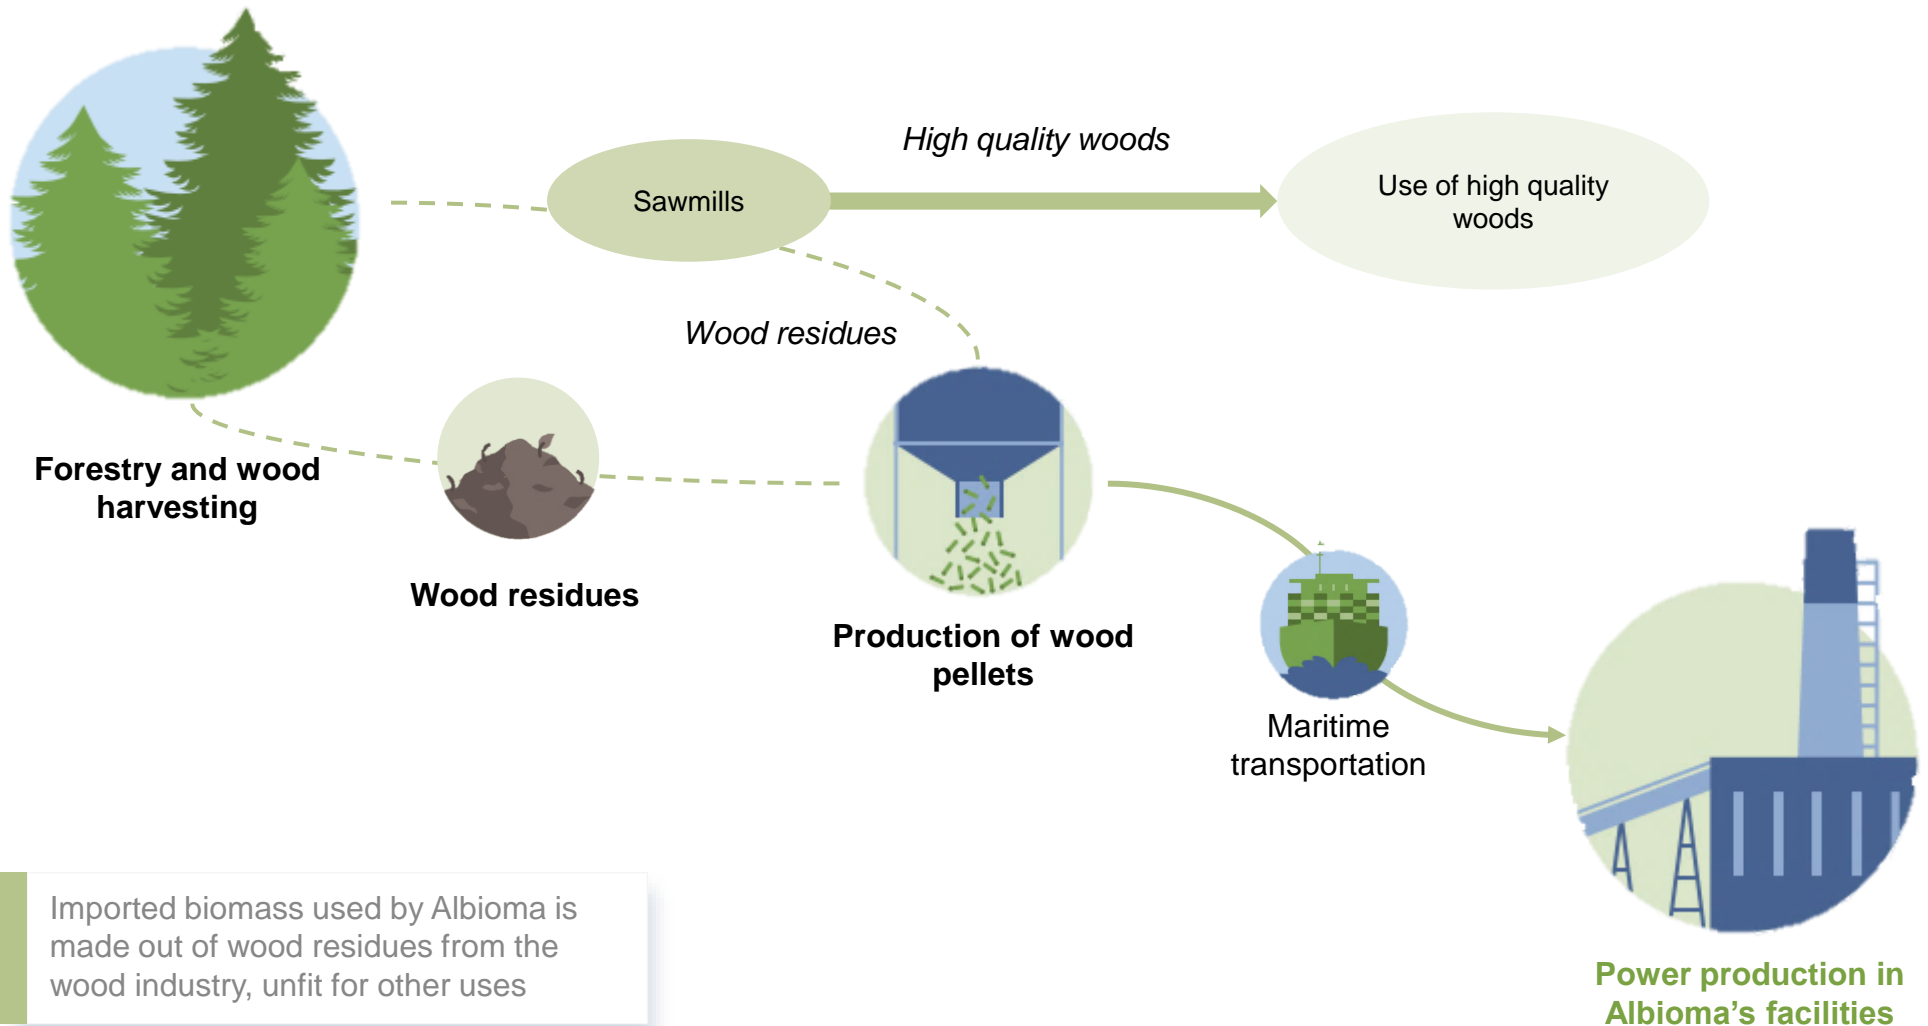 High quality woods
Sawmills
Use of high quality
woods
Wood residues
Forestry and wood
harvesting
Wood residues
Production of wood
pellets
Maritime
transportation
Imported biomass used by Albioma is
made out of wood residues from the
wood industry, unfit for other uses
Power production in
Albioma’s facilities